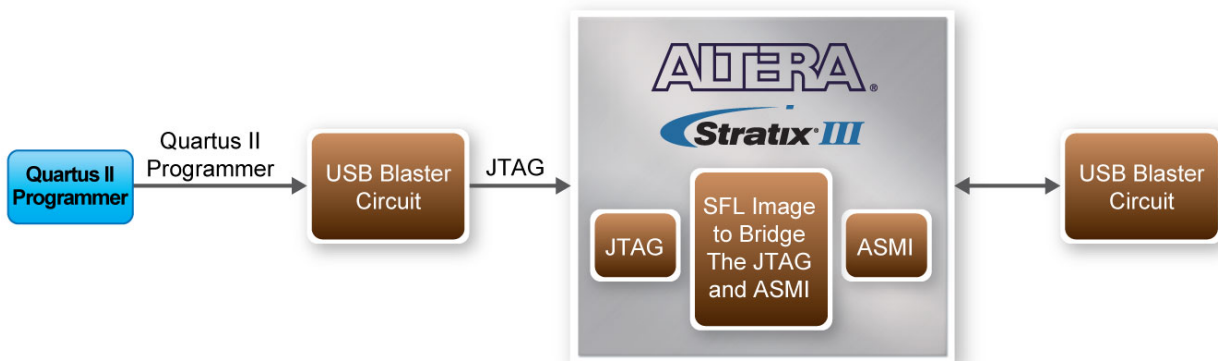 Quartus II
Programmer
Quartus II
Programmer
USB Blaster
Circuit
JTAG
ALTERA®
Stratix® III
JTAG
SFL Image
to Bridge
The JTAG
and ASMI
ASMI
USB Blaster
Circuit